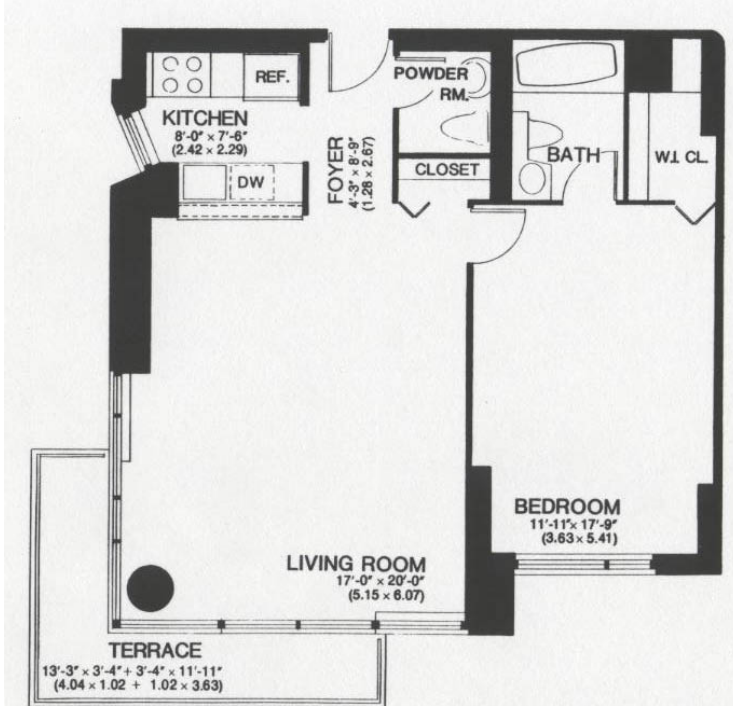 REF.
POWDER
RM.
KITCHEN
8'-0" × 7'-6"
(2.42 × 2.29)
FOYER
4'-3" × 8'-9"
(1.28 × 2.67)
BATH
W.I. CL.
CLOSET
DW
BEDROOM
11'-11" × 17'-9"
(3.63 × 5.41)
LIVING ROOM
17'-0" × 20'-0"
(5.15 × 6.07)
TERRACE
13'-3" × 3'-4" + 3'-4" × 11'-11"
(4.04 × 1.02 + 1.02 × 3.63)